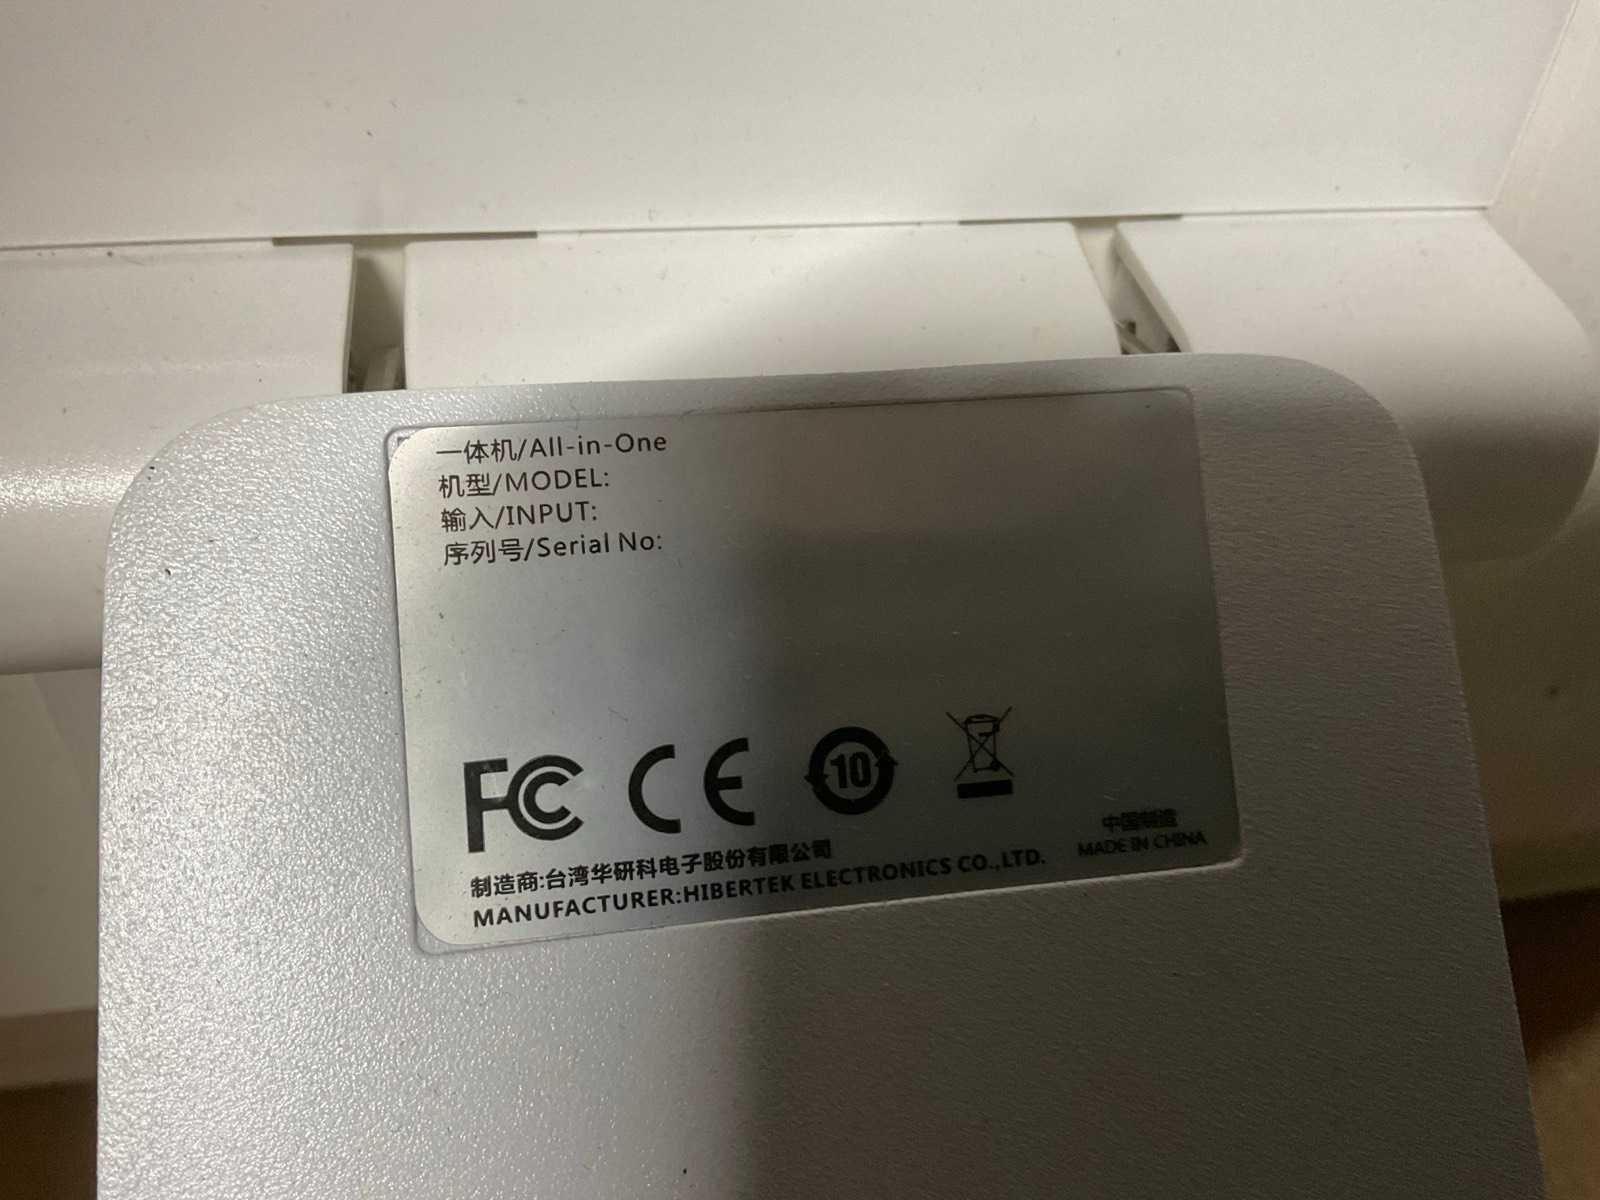 一体机/All-in-One
机型/MODEL:
输入/INPUT:
序列号/Serial No:
FC CE 10
制造商:台湾华研科电子股份有限公司
MANUFACTURER:HIBERTEK ELECTRONICS CO.,LTD.
中国制造
MADE IN CHINA